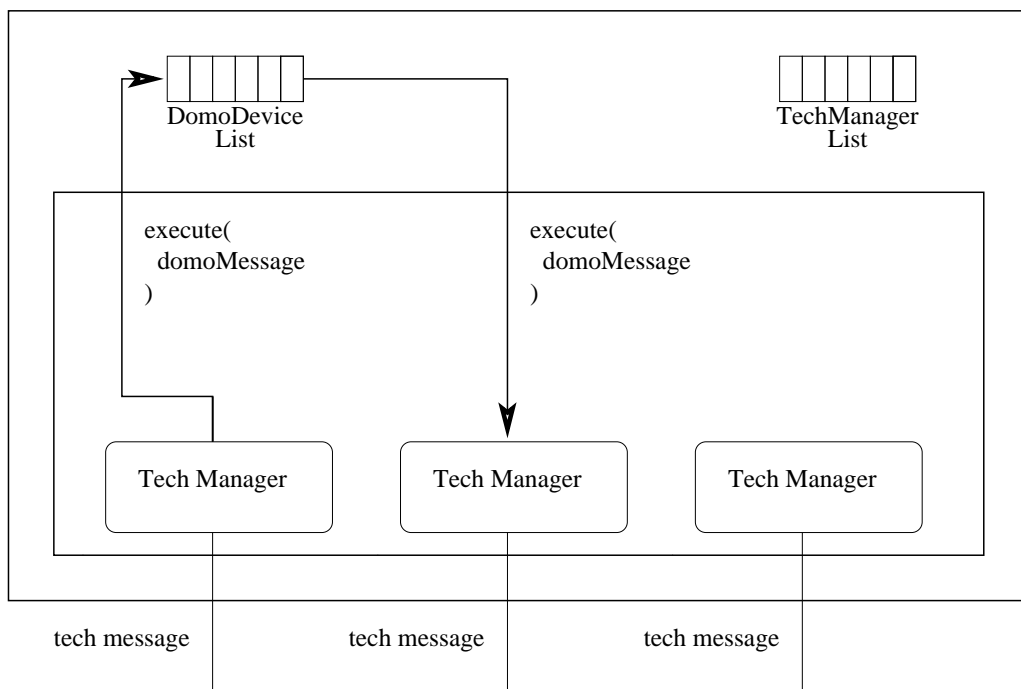 DomoDevice
List
TechManager
List
execute(
domoMessage
)
execute(
domoMessage
)
Tech Manager
Tech Manager
Tech Manager
tech message
tech message
tech message